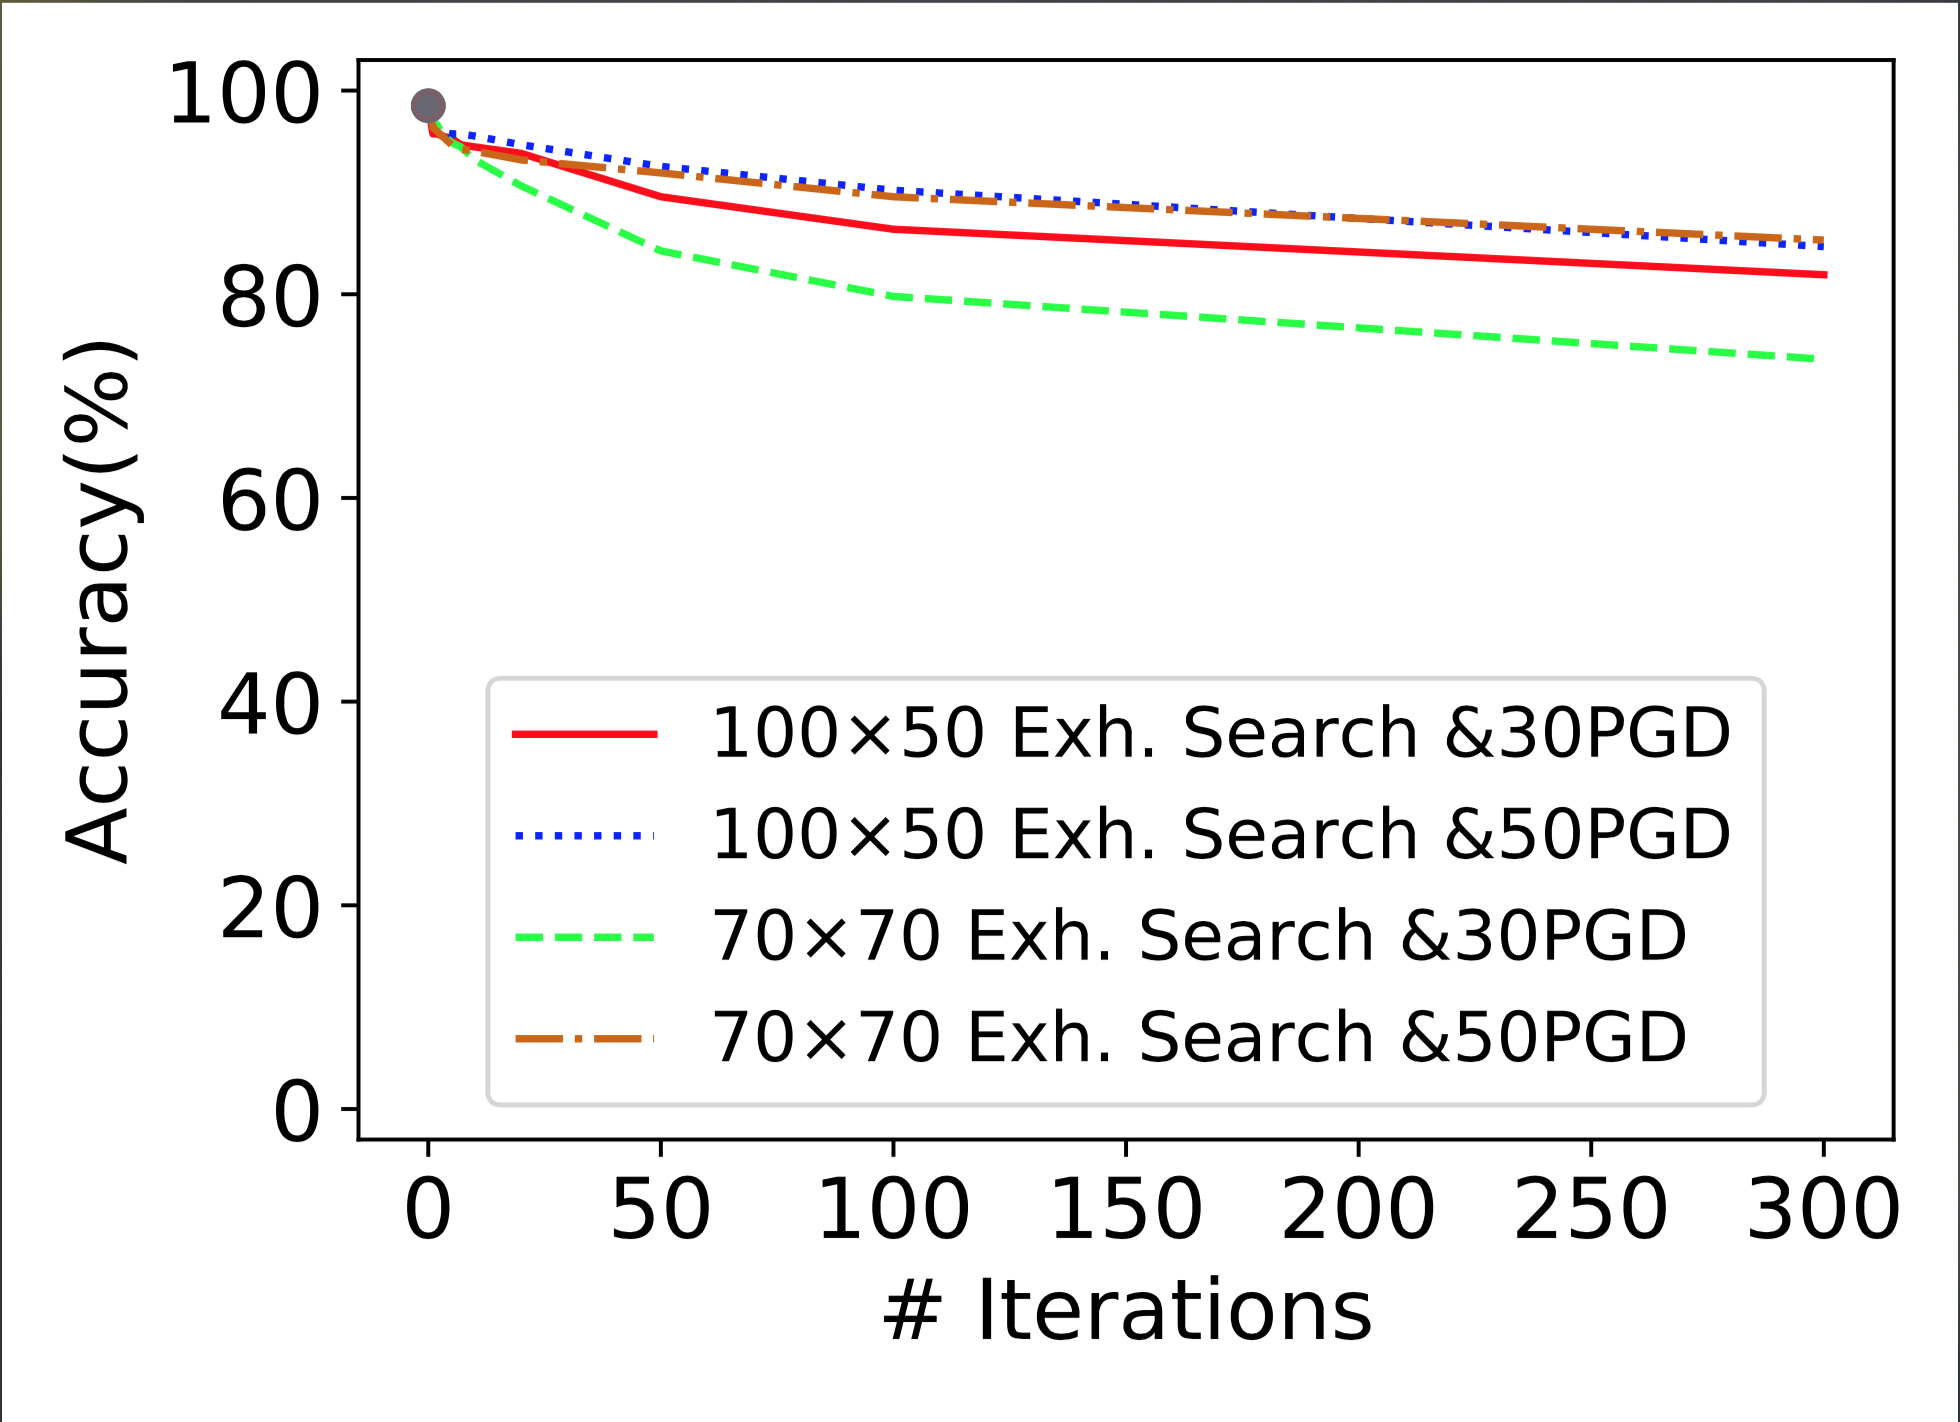 100
80
60
40
20
0
Accuracy(%)
100×50 Exh. Search &30PGD
100×50 Exh. Search &50PGD
70×70 Exh. Search &30PGD
70×70 Exh. Search &50PGD
0 50 100 150 200 250 300
# Iterations